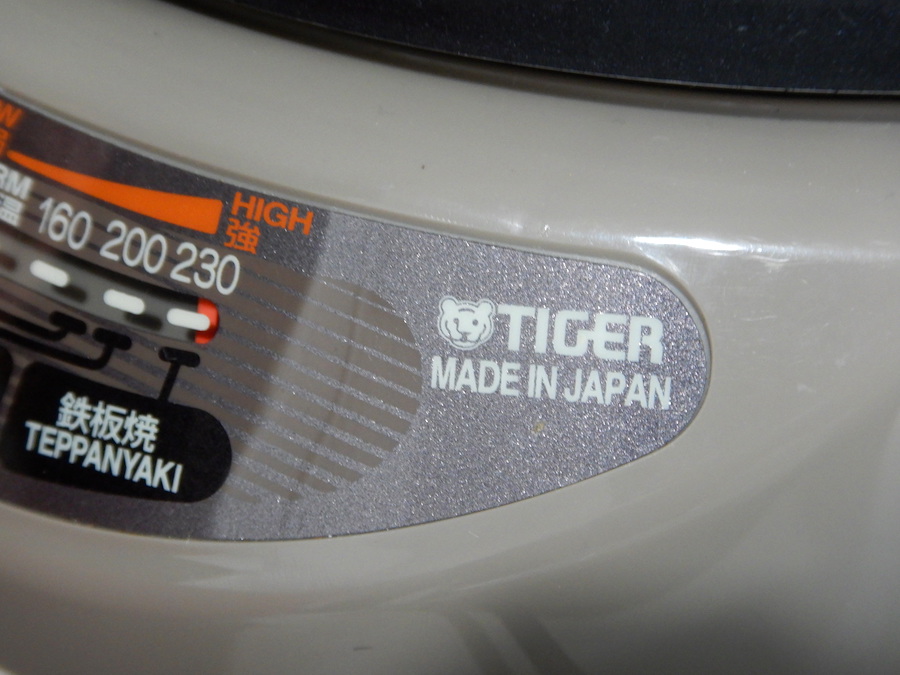 HIGH
強
160 200 230
TIGER
MADE IN JAPAN
鉄板焼
TEPPANYAKI